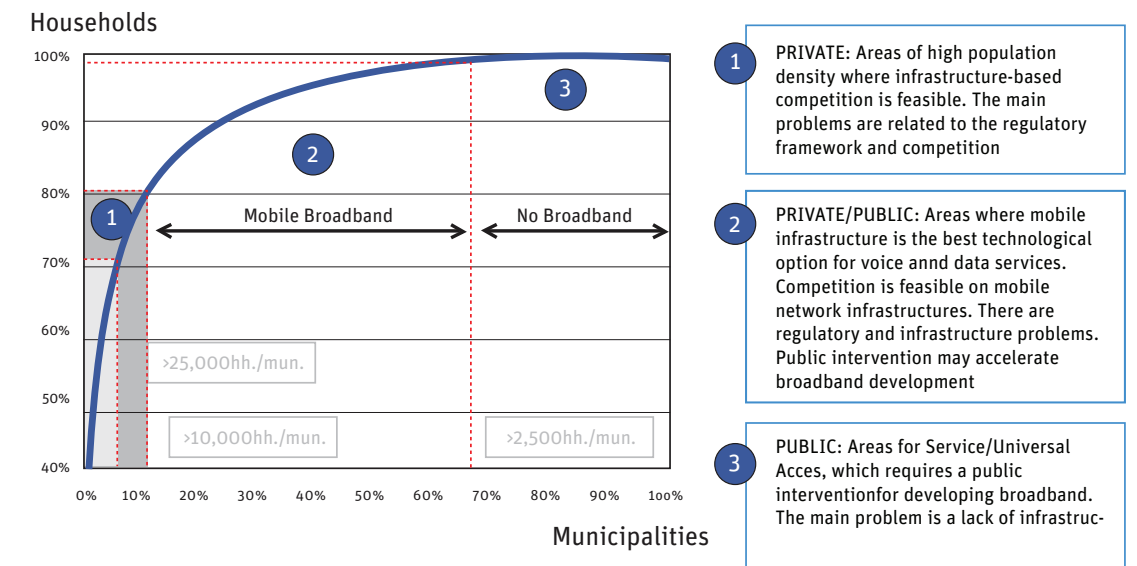 Households
100%
90%
80%
70%
60%
50%
40%
0% 10% 20% 30% 40% 50% 60% 70% 80% 90% 100%
Municipalities
1
2
3
Mobile Broadband
No Broadband
>25,000hh./mun.
>10,000hh./mun.
>2,500hh./mun.
1
PRIVATE: Areas of high population
density where infrastructure-based
competition is feasible. The main
problems are related to the regulatory
framework and competition
2
PRIVATE/PUBLIC: Areas where mobile
infrastructure is the best technological
option for voice annd data services.
Competition is feasible on mobile
network infrastructures. There are
regulatory and infrastructure problems.
Public intervention may accelerate
broadband development
3
PUBLIC: Areas for Service/Universal
Acces, which requires a public
interventionfor developing broadband.
The main problem is a lack of infrastruc-